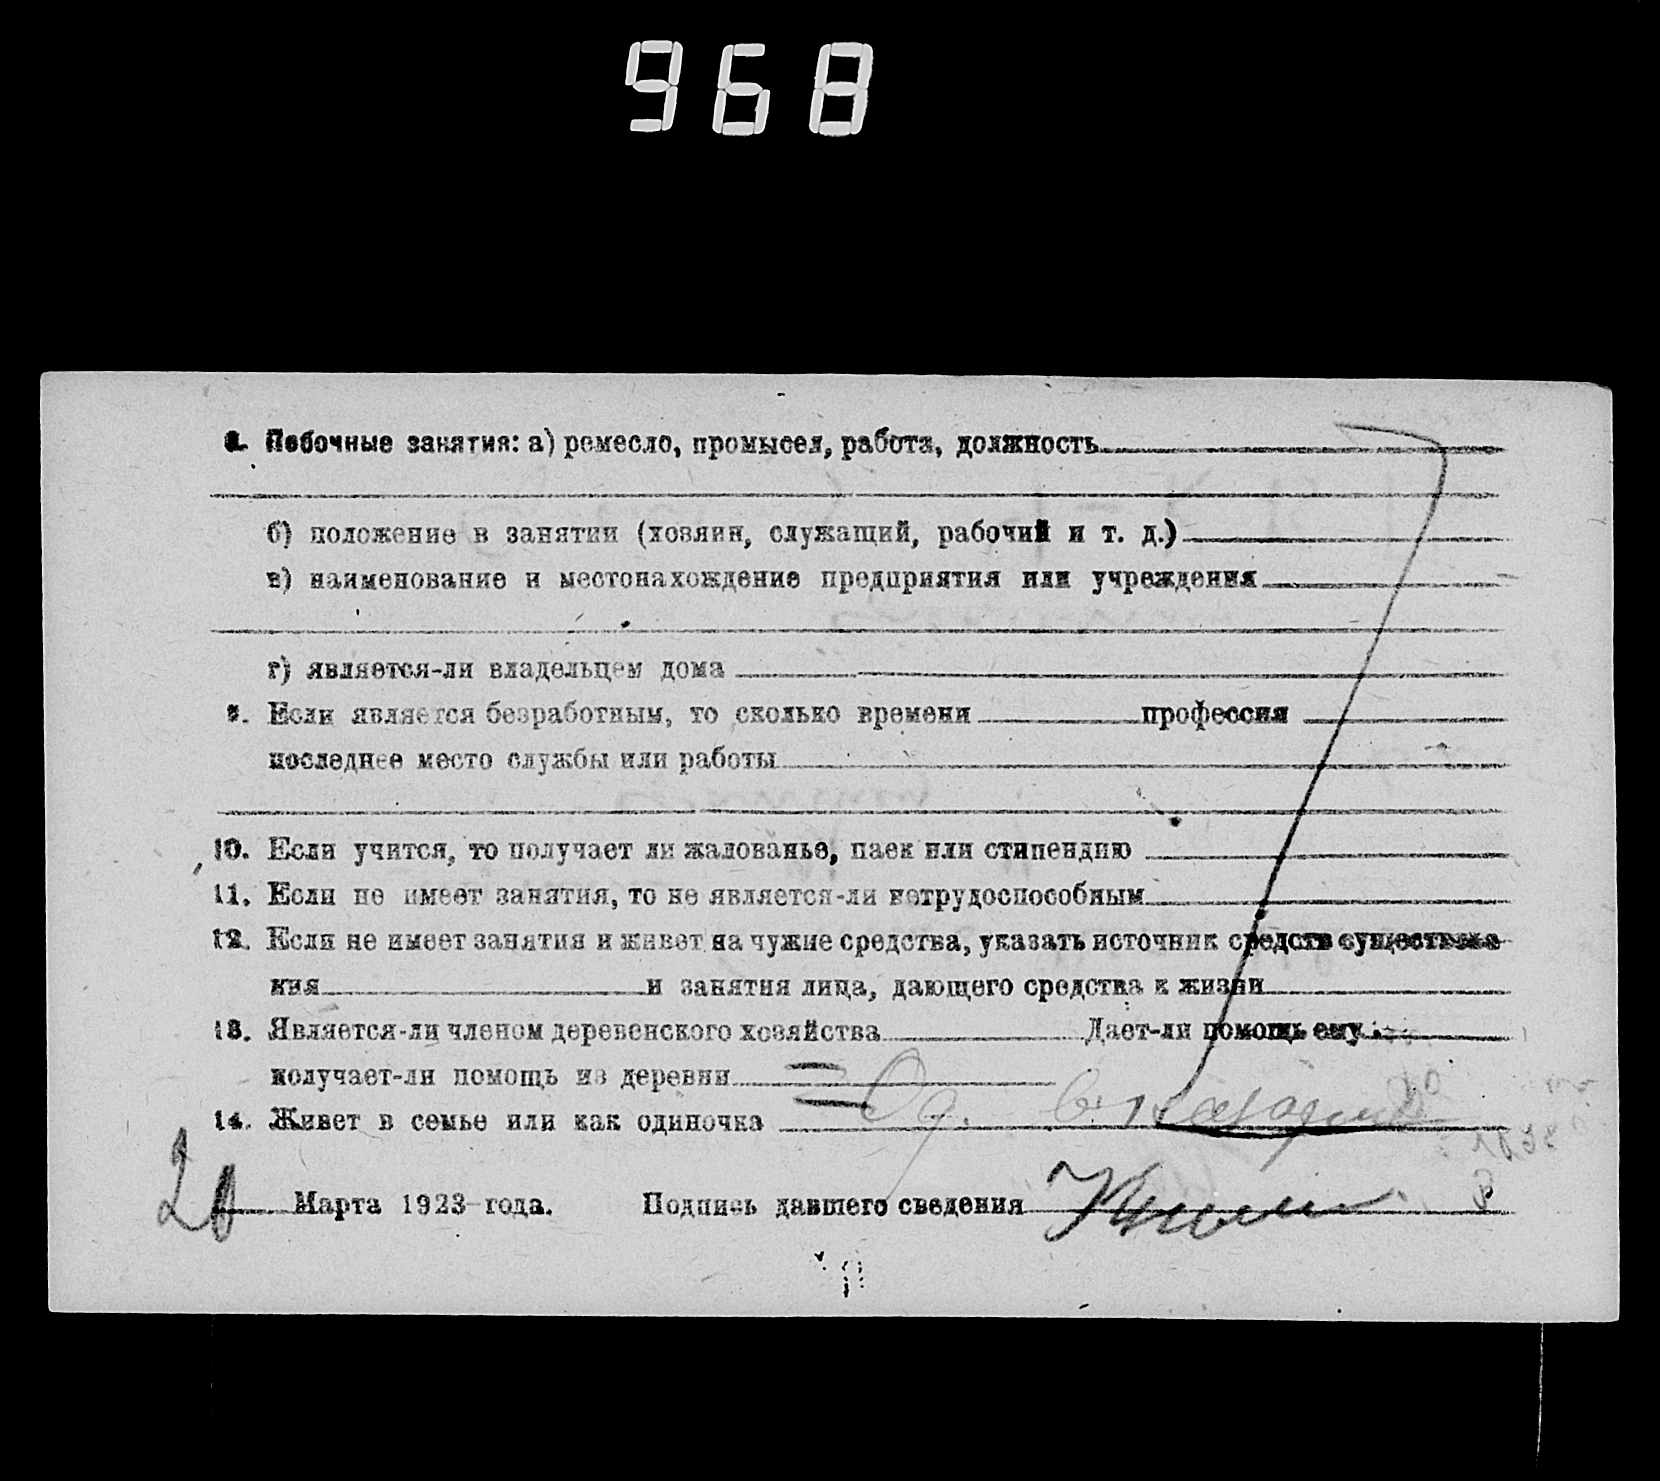 968
8. Побочные занятия: а) ремесло, промысел, работа, должность
б) положение в занятии (хозяин, служащий, рабочий и т. д.)
в) наименование и местонахождение предприятия или учреждения
г) является-ли владельцем дома
9. Если является безработным, то сколько времени профессия
последнее место службы или работы
10. Если учится, то получает ли жалованье, паек или стипендию
11. Если не имеет занятия, то не является-ли нетрудоспособным
12. Если не имеет занятия и живет на чужие средства, указать источник средств существова-
ния и занятия лица, дающего средства к жизни
13. Является-ли членом деревенского хозяйства Дает-ли помощь ему
получает-ли помощь из деревни
14. Живет в семье или как одиночка Од.
20 Марта 1923 года. Подпись давшего сведения